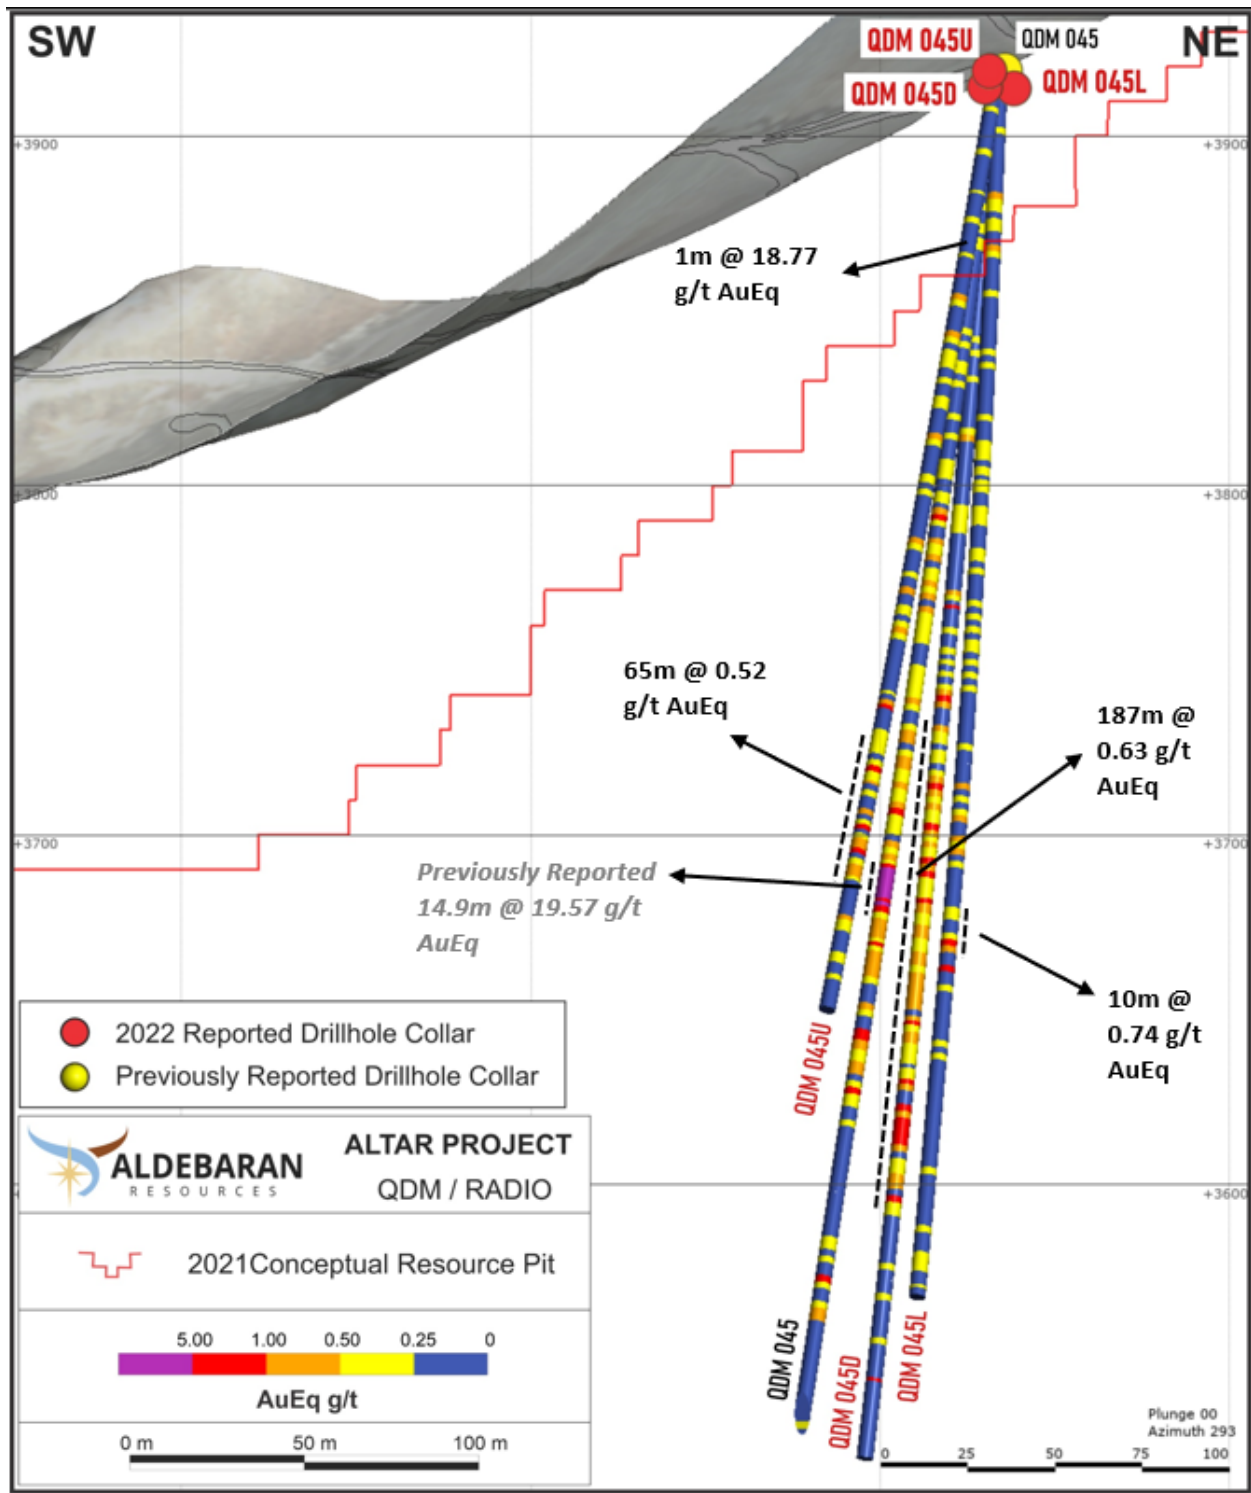 SW
QDM 045U
QDM 045
NE
QDM 045D
QDM 045L
+3900
+3900
1m @ 18.77
g/t AuEq
+3800
+3800
65m @ 0.52
g/t AuEq
187m @
0.63 g/t
AuEq
+3700
+3700
Previously Reported
14.9m @ 19.57 g/t
AuEq
10m @
0.74 g/t
AuEq
QDM 045U
2022 Reported Drillhole Collar
Previously Reported Drillhole Collar
ALDEBARAN
RESOURCES
ALTAR PROJECT
QDM / RADIO
+3600
2021Conceptual Resource Pit
5.00 1.00 0.50 0.25 0
AuEq g/t
QDM 045
QDM 045D
QDM 045L
0 m 50 m 100 m
Plunge 00
Azimuth 293
0 25 50 75 100